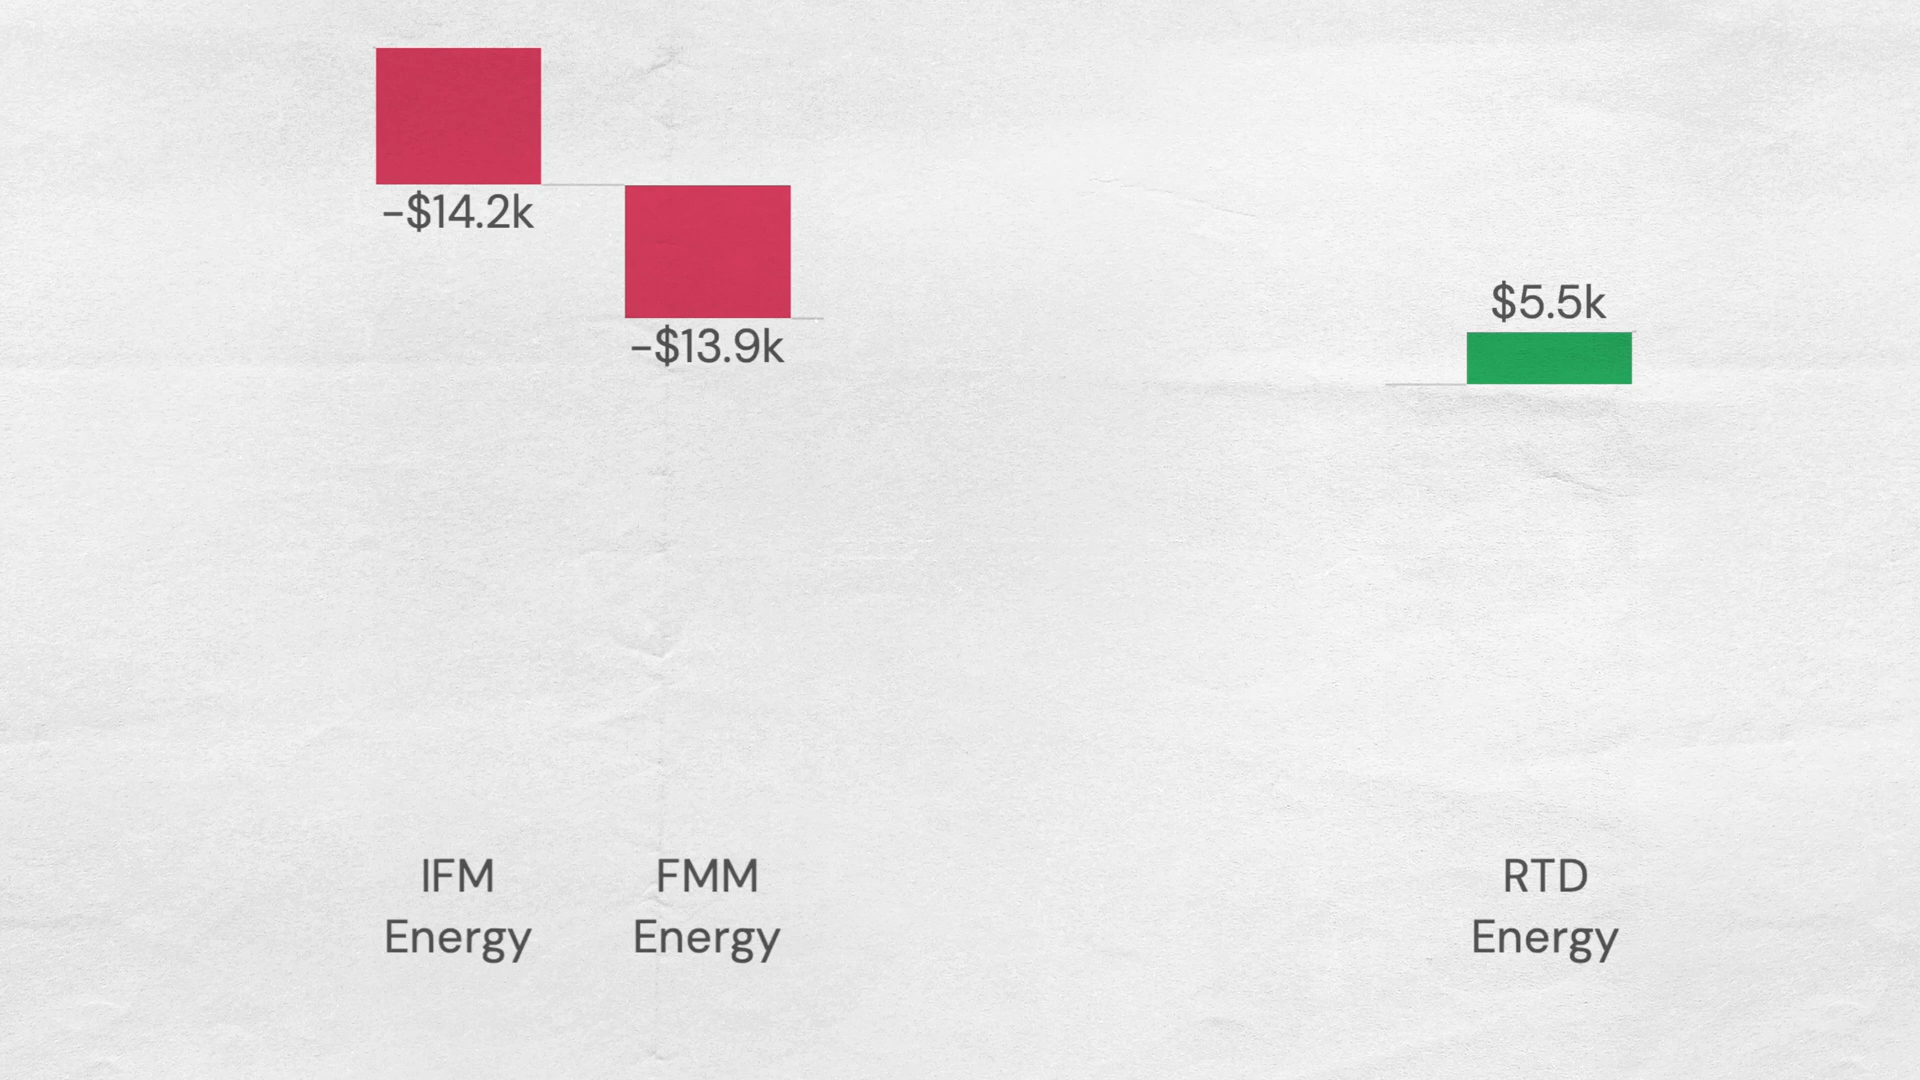 -$14.2k
-$13.9k
$5.5k
IFM
Energy
FMM
Energy
RTD
Energy